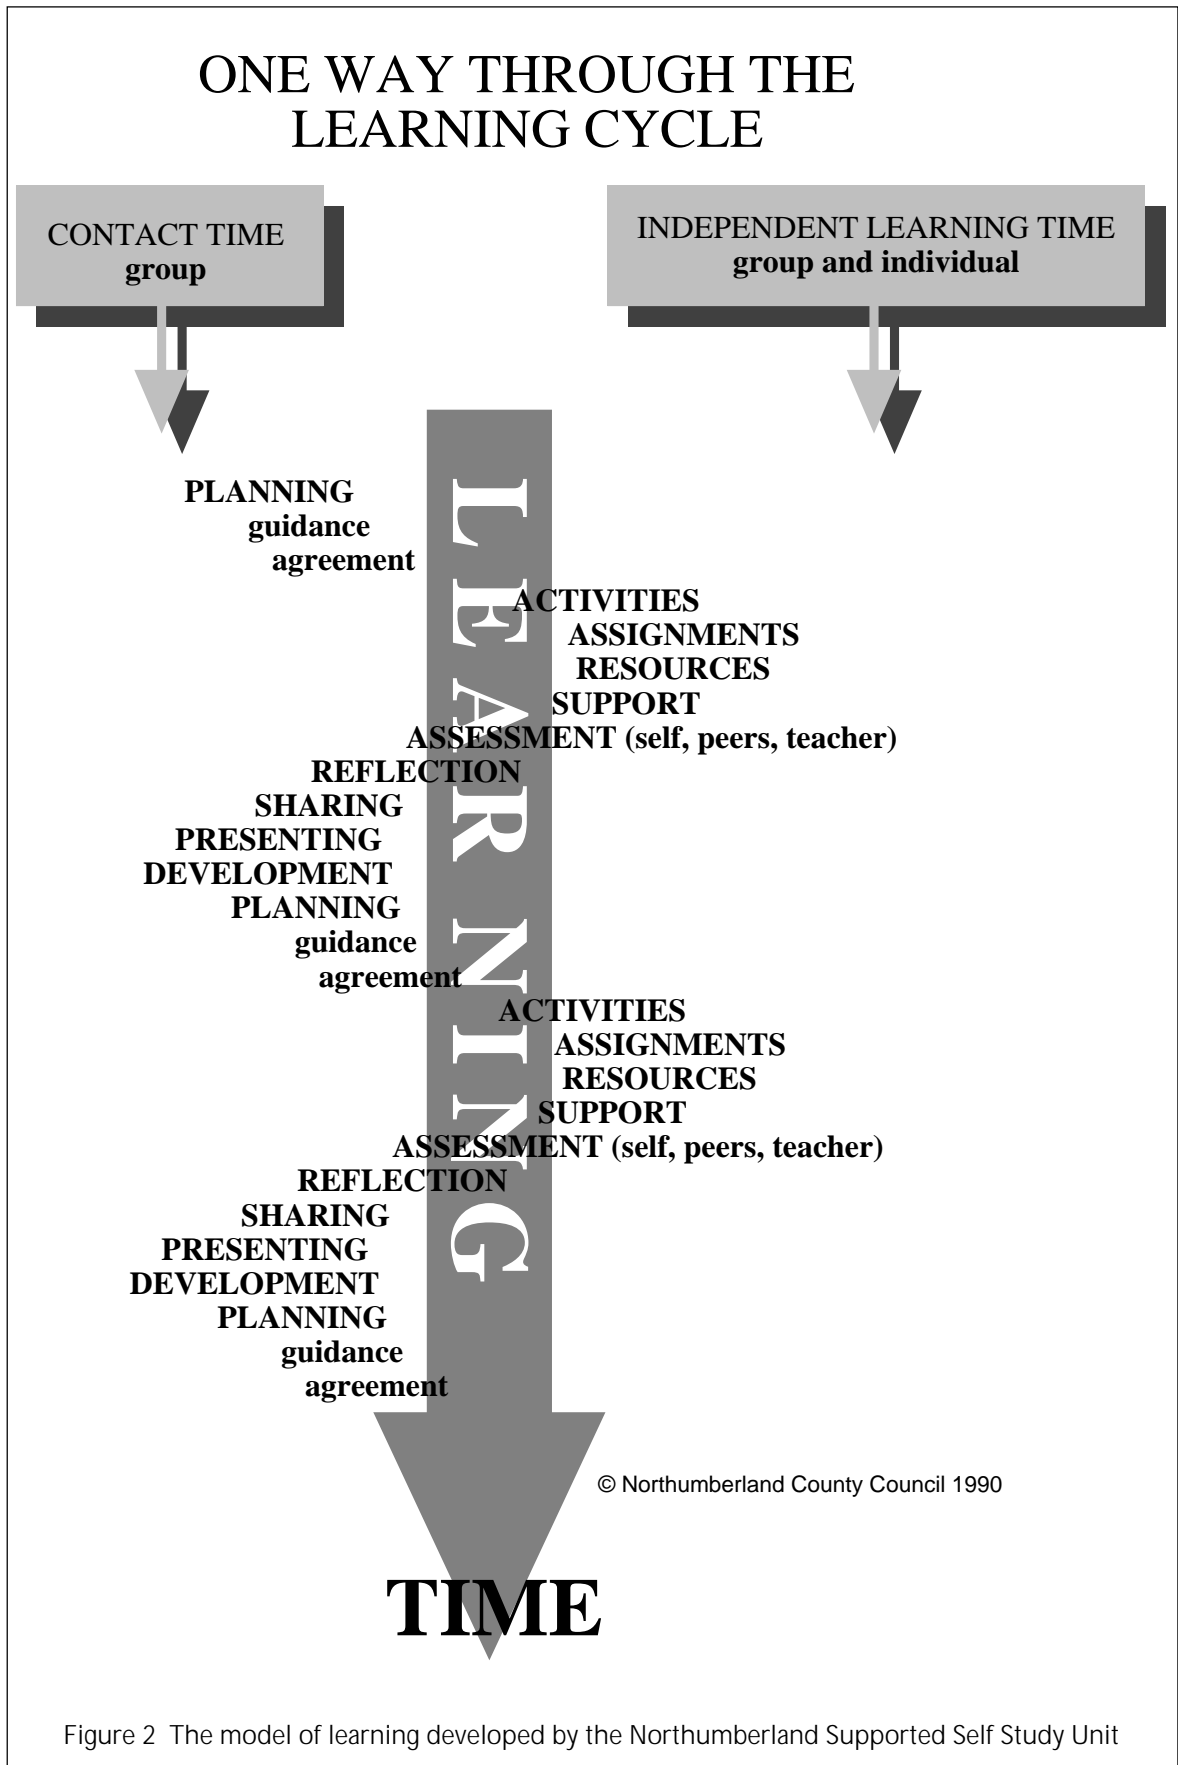 ONE WAY THROUGH THE
LEARNING CYCLE
CONTACT TIME
group
INDEPENDENT LEARNING TIME
group and individual
LEARNING
PLANNING
guidance
agreement
ACTIVITIES
ASSIGNMENTS
RESOURCES
SUPPORT
ASSESSMENT (self, peers, teacher)
REFLECTION
SHARING
PRESENTING
DEVELOPMENT
PLANNING
guidance
agreement
ACTIVITIES
ASSIGNMENTS
RESOURCES
SUPPORT
ASSESSMENT (self, peers, teacher)
REFLECTION
SHARING
PRESENTING
DEVELOPMENT
PLANNING
guidance
agreement
© Northumberland County Council 1990
TIME
Figure 2 The model of learning developed by the Northumberland Supported Self Study Unit